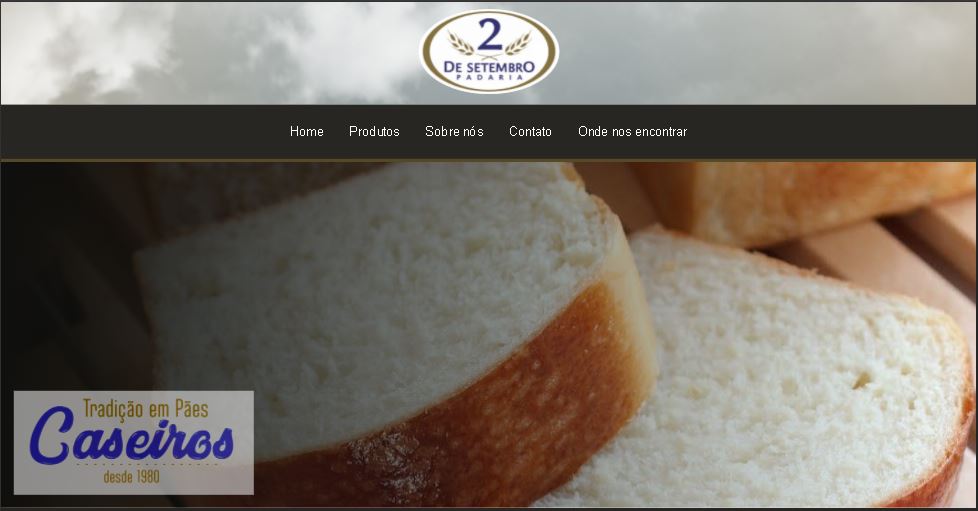 2
DE SETEMBRO
PADARIA
Home Produtos Sobre nós Contato Onde nos encontrar
Tradição em Pães
Caseiros
desde 1980